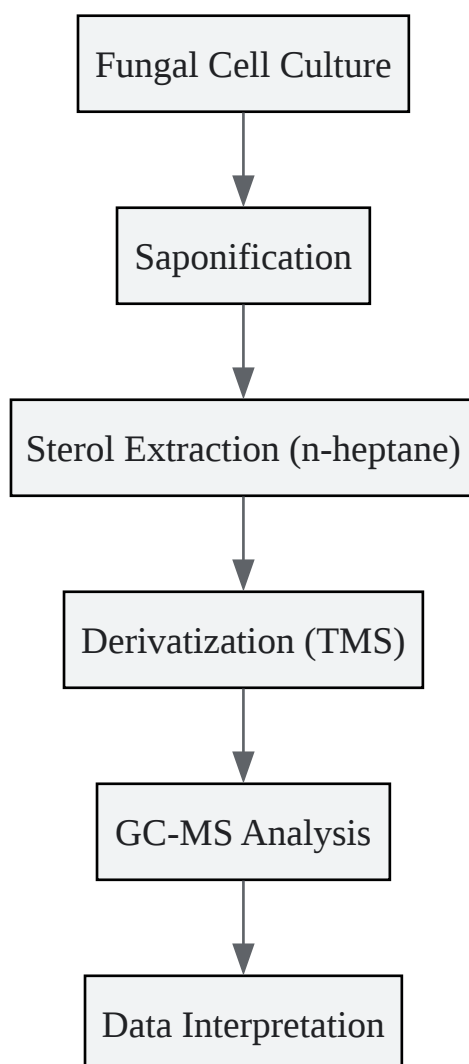 Fungal Cell Culture
Saponification
Sterol Extraction (n-heptane)
Derivatization (TMS)
GC-MS Analysis
Data Interpretation